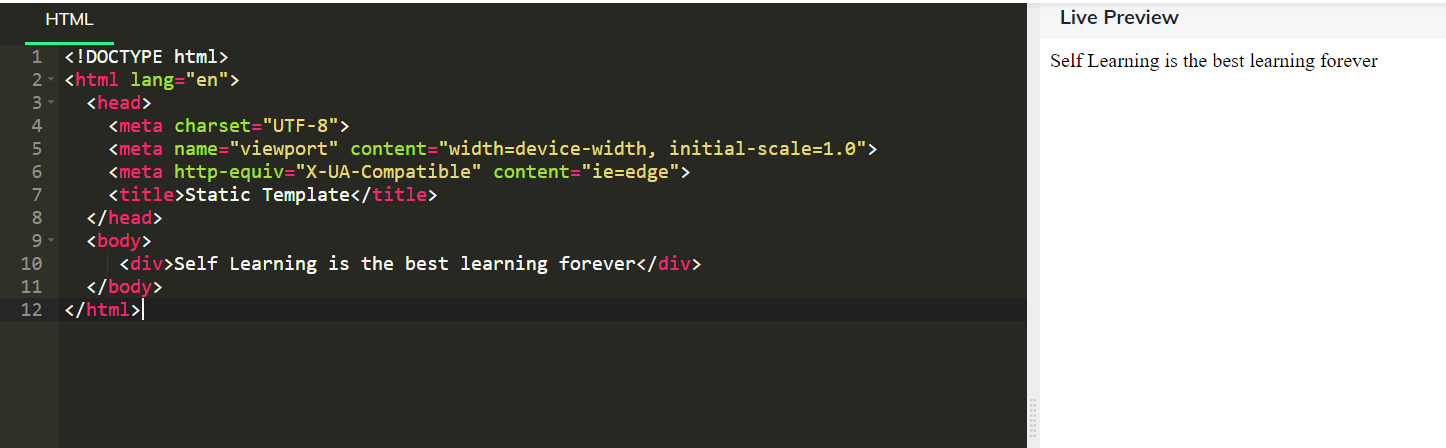 HTML
Live Preview
1 <!DOCTYPE html>
2 <html lang="en">
3 <head>
4 <meta charset="UTF-8">
5 <meta name="viewport" content="width=device-width, initial-scale=1.0">
6 <meta http-equiv="X-UA-Compatible" content="ie=edge">
7 <title>Static Template</title>
8 </head>
9 <body>
10 <div>Self Learning is the best learning forever</div>
11 </body>
12 </html>
Self Learning is the best learning forever